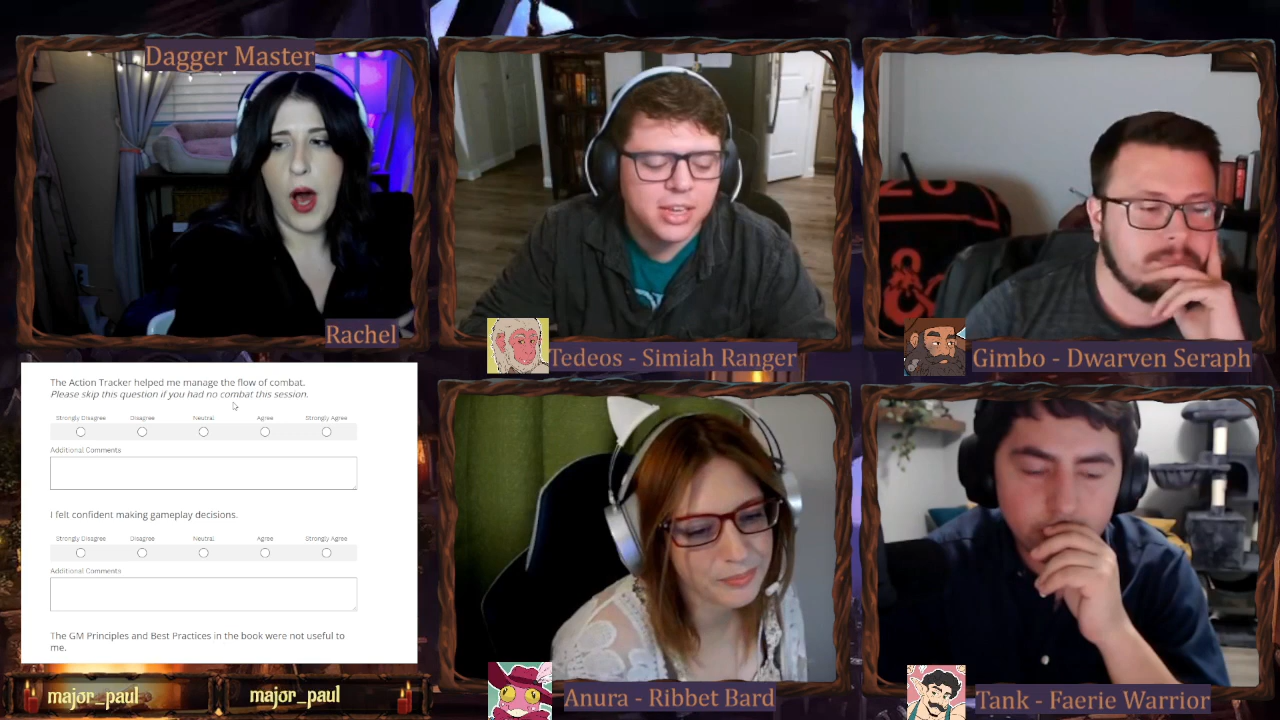 Dagger Master
Rachel
Tedeos - Simiah Ranger
Gimbo - Dwarven Seraph
20
The Action Tracker helped me manage the flow of combat.
Please skip this question if you had no combat this session.
Strongly Disagree Disagree Neutral Agree Strongly Agree
Additional Comments
I felt confident making gameplay decisions.
Strongly Disagree Disagree Neutral Agree Strongly Agree
Additional Comments
The GM Principles and Best Practices in the book were not useful to
me.
major_paul
major_paul
Anura - Ribbet Bard
Tank - Faerie Warrior